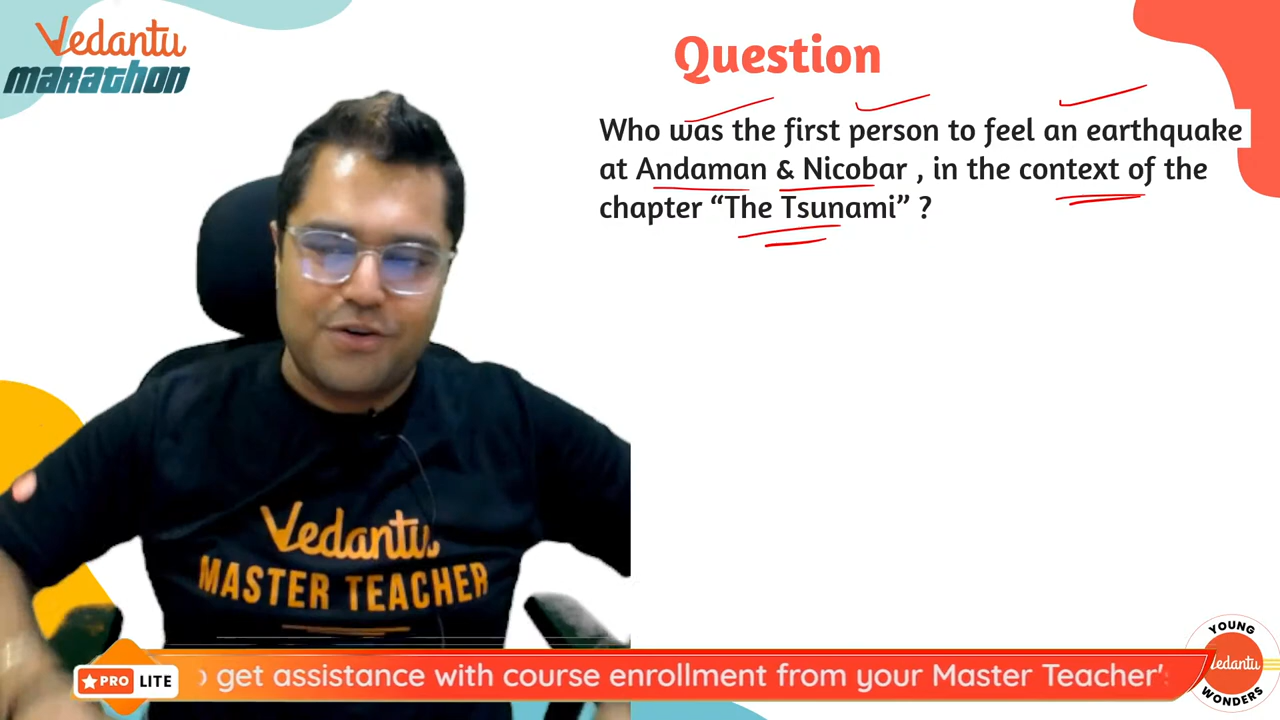 Vedantu
marathon
Question
Who was the first person to feel an earthquake
at Andaman & Nicobar , in the context of the
chapter “The Tsunami” ?
Vedantu
MASTER TEACHER
PRO LITE
get assistance with course enrollment from your Master Teacher's
YOUNG
Vedantu
WONDERS